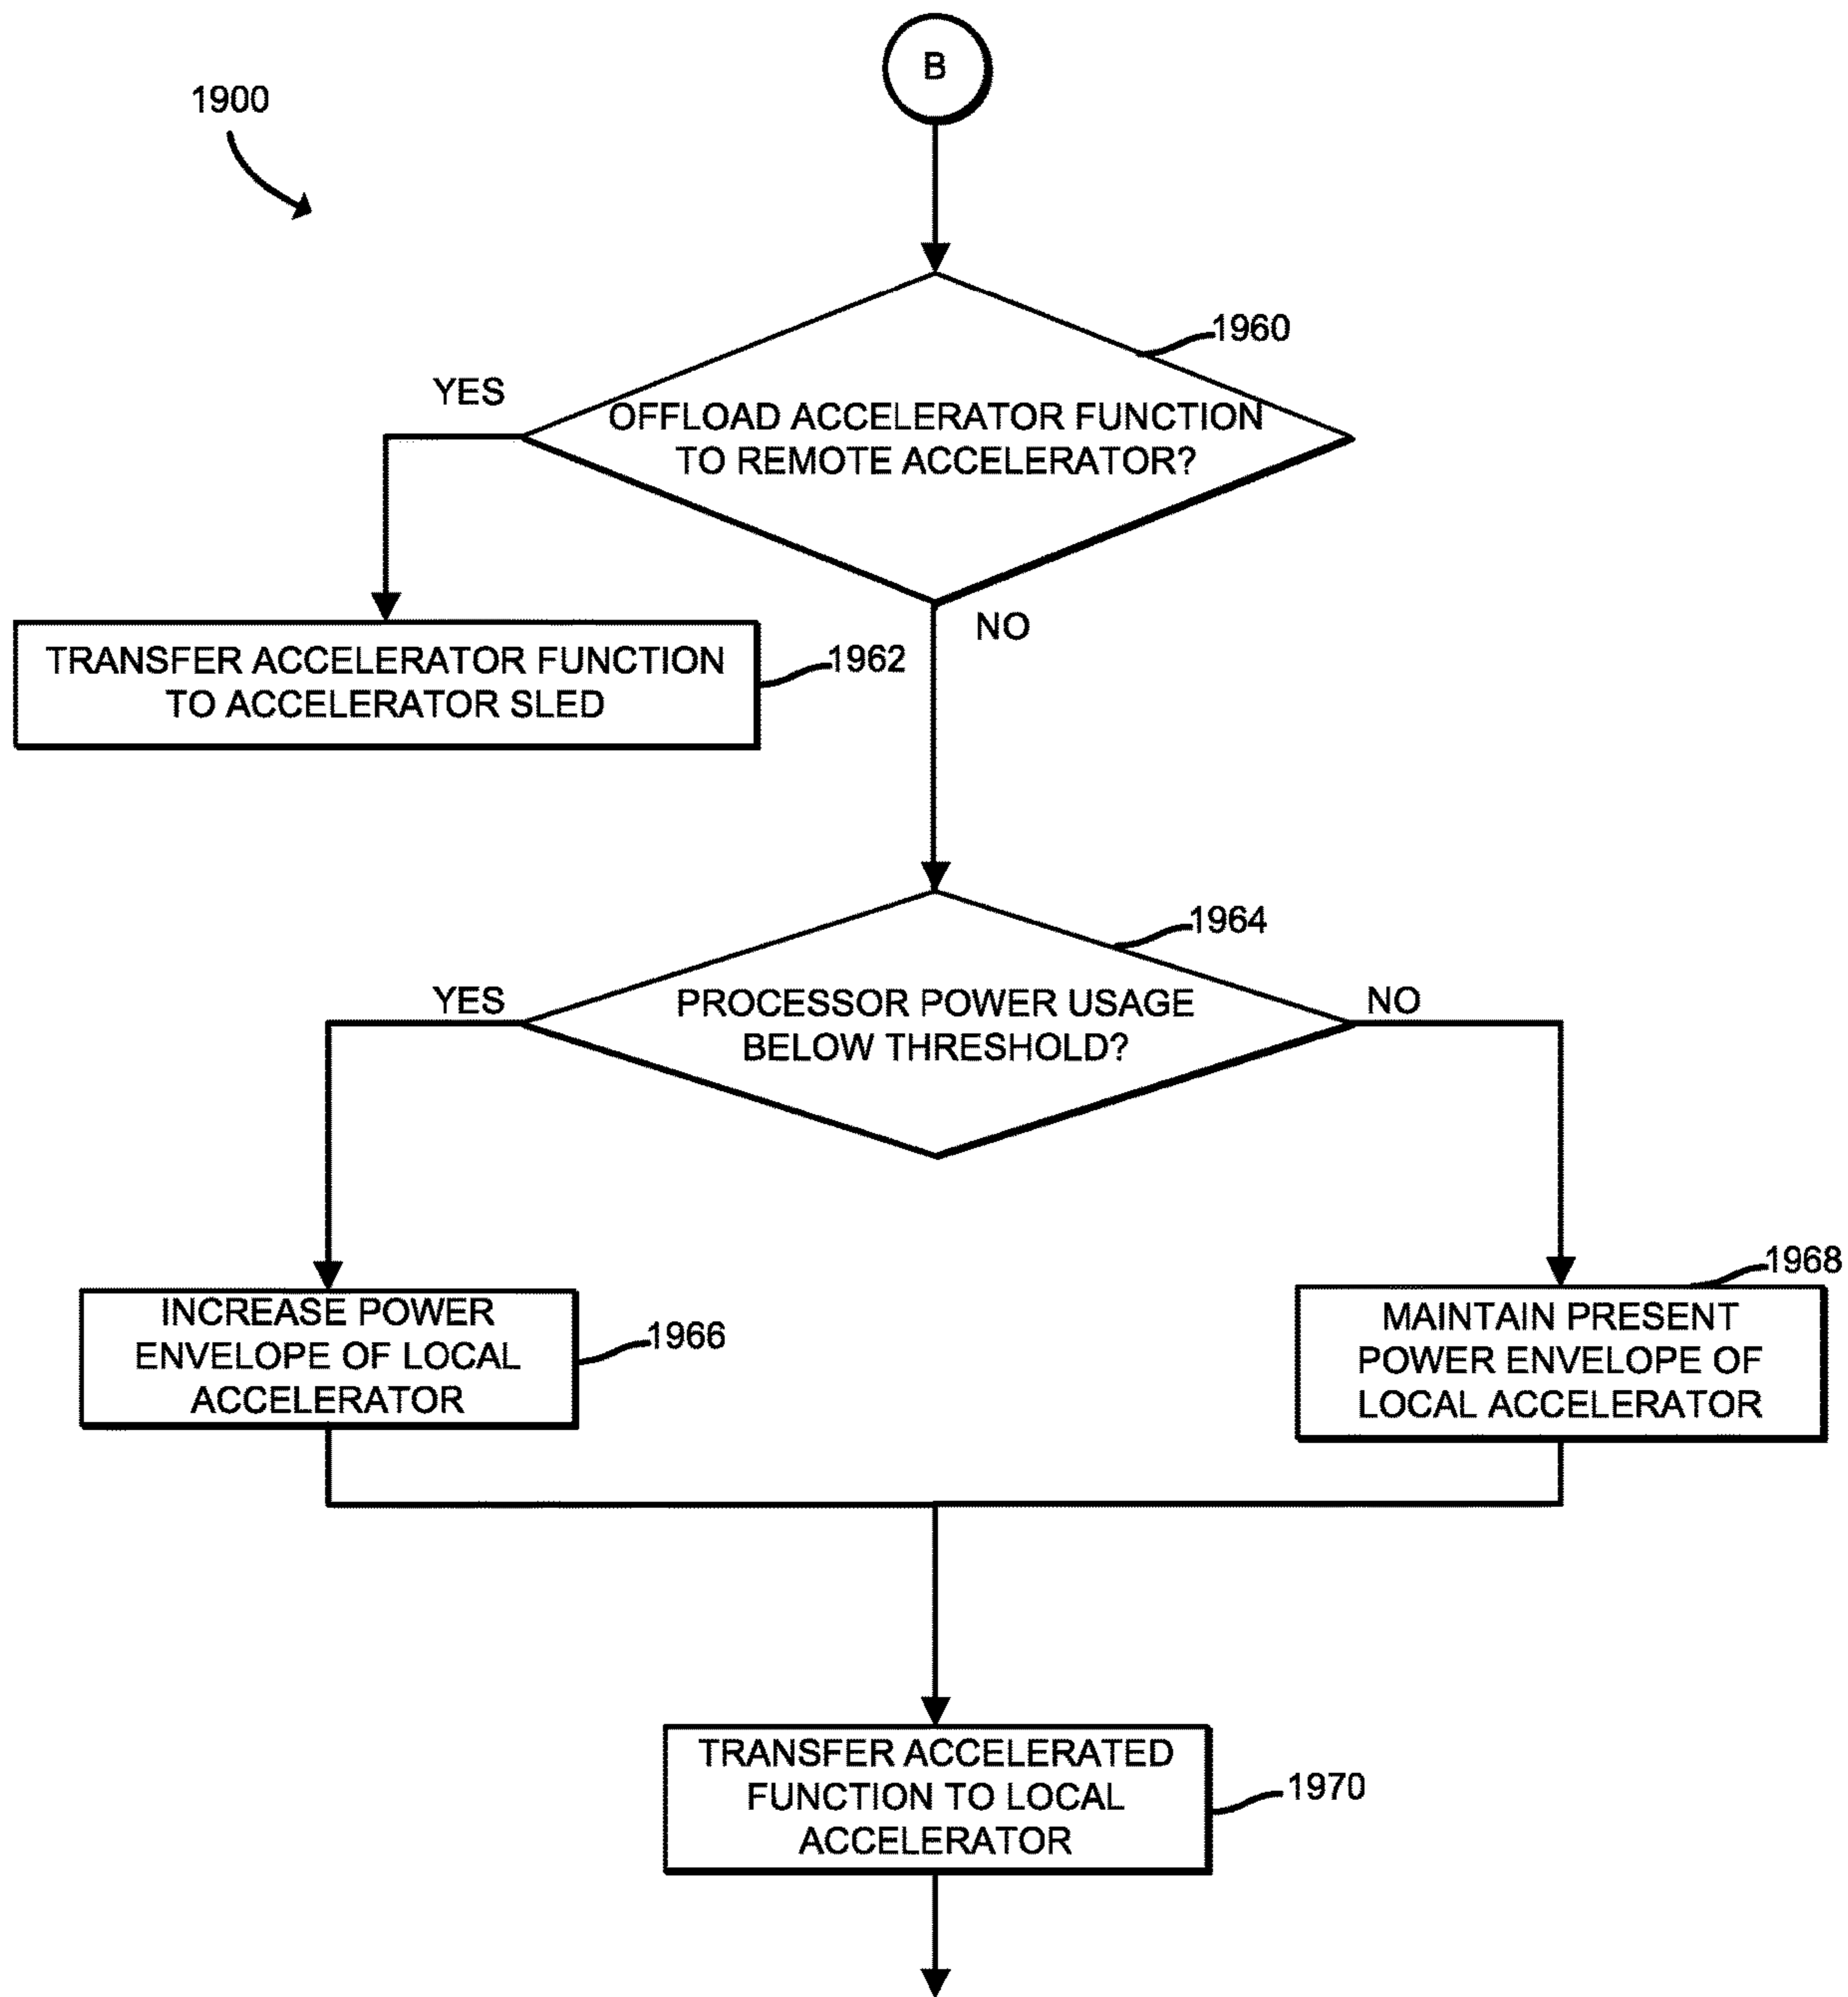 B
1900
1960
YES
OFFLOAD ACCELERATOR FUNCTION
TO REMOTE ACCELERATOR?
NO
TRANSFER ACCELERATOR FUNCTION
TO ACCELERATOR SLED
1962
1964
YES
PROCESSOR POWER USAGE
BELOW THRESHOLD?
NO
INCREASE POWER
ENVELOPE OF LOCAL
ACCELERATOR
1966
1968
MAINTAIN PRESENT
POWER ENVELOPE OF
LOCAL ACCELERATOR
TRANSFER ACCELERATED
FUNCTION TO LOCAL
ACCELERATOR
1970